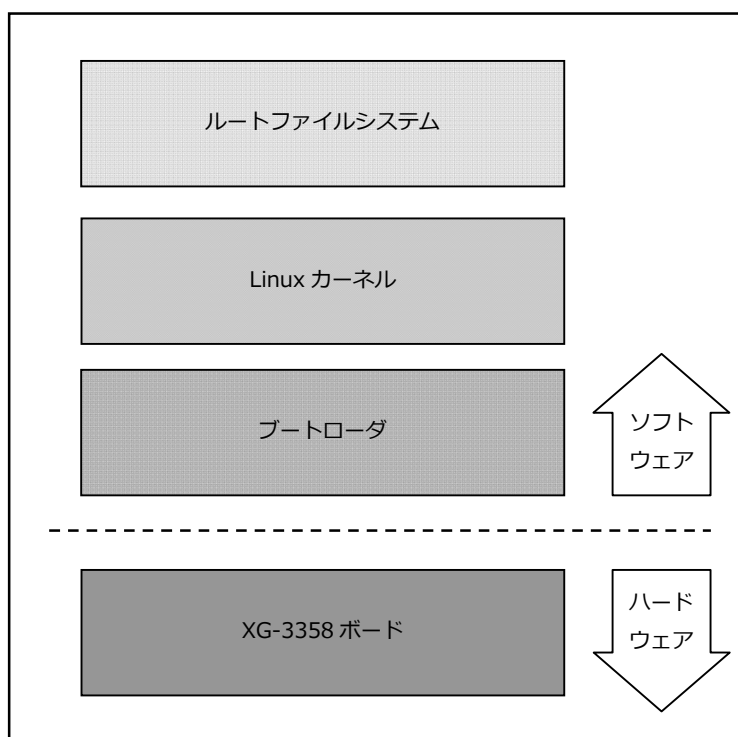 ルートファイルシステム
Linux カーネル
ブートローダ
ソフト
ウェア
XG-3358 ボード
ハード
ウェア